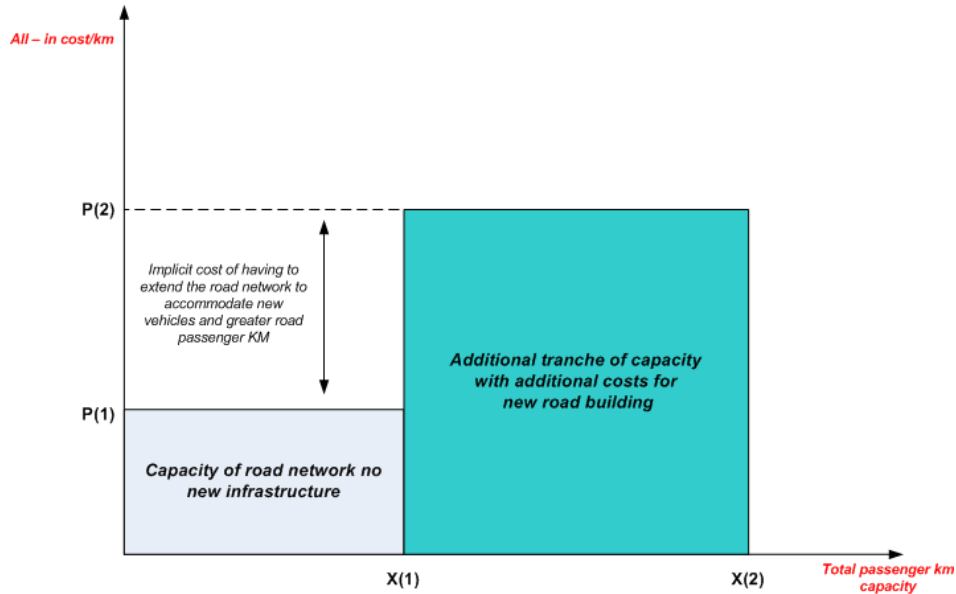 All – in cost/km
P(2)
Implicit cost of having to
extend the road network to
accommodate new
vehicles and greater road
passenger KM
Additional tranche of capacity
with additional costs for
new road building
P(1)
Capacity of road network no
new infrastructure
X(1)
X(2)
Total passenger km
capacity